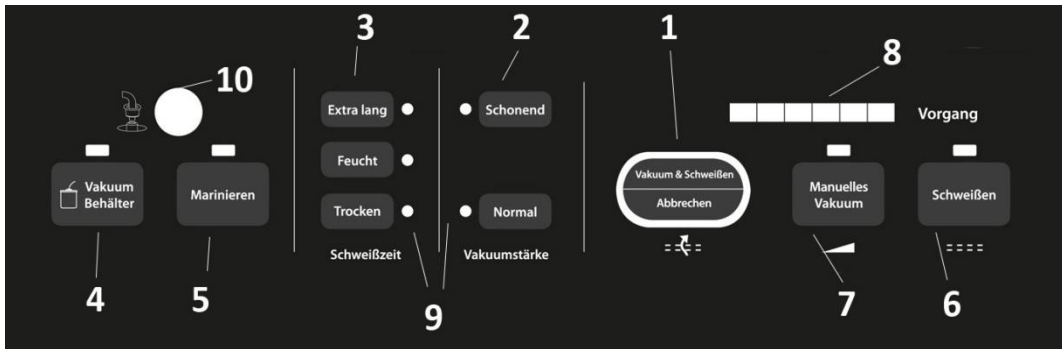 3
2
1
8
10
Extra lang
Schonend
Vorgang
Feucht
Vakuum & Schweißen
Abbrechen
Vakuum
Behälter
Marinieren
Trocken
Normal
Manuelles
Vakuum
Schweißen
Schweißzeit
Vakuumstärke
4
5
9
7
6